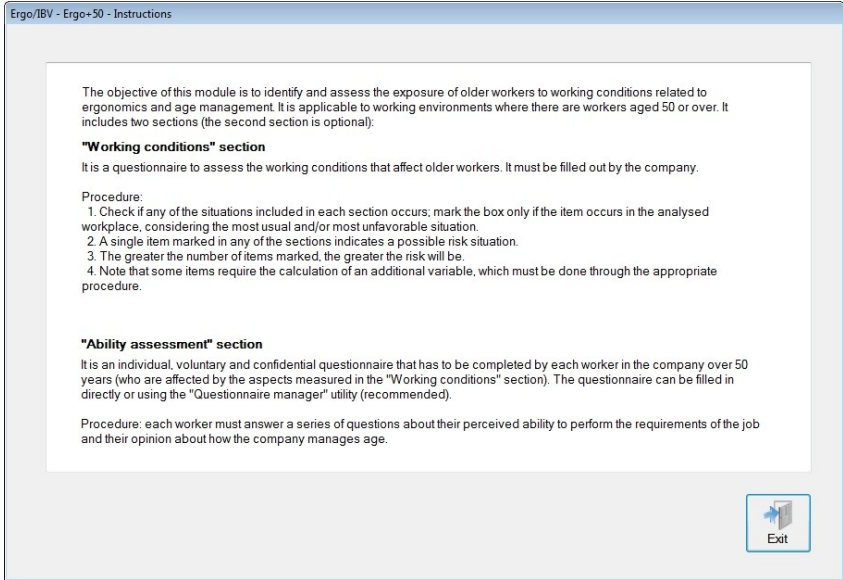 Ergo/IBV - Ergo+50 - Instructions
The objective of this module is to identify and assess the exposure of older workers to working conditions related to
ergonomics and age management. It is applicable to working environments where there are workers aged 50 or over. It
includes two sections (the second section is optional):
"Working conditions" section
It is a questionnaire to assess the working conditions that affect older workers. It must be filled out by the company.
Procedure:
1. Check if any of the situations included in each section occurs; mark the box only if the item occurs in the analysed
workplace, considering the most usual and/or most unfavorable situation.
2. A single item marked in any of the sections indicates a possible risk situation.
3. The greater the number of items marked, the greater the risk will be.
4. Note that some items require the calculation of an additional variable, which must be done through the appropriate
procedure.
"Ability assessment" section
It is an individual, voluntary and confidential questionnaire that has to be completed by each worker in the company over 50
years (who are affected by the aspects measured in the "Working conditions" section). The questionnaire can be filled in
directly or using the "Questionnaire manager" utility (recommended).
Procedure: each worker must answer a series of questions about their perceived ability to perform the requirements of the job
and their opinion about how the company manages age.
Exit